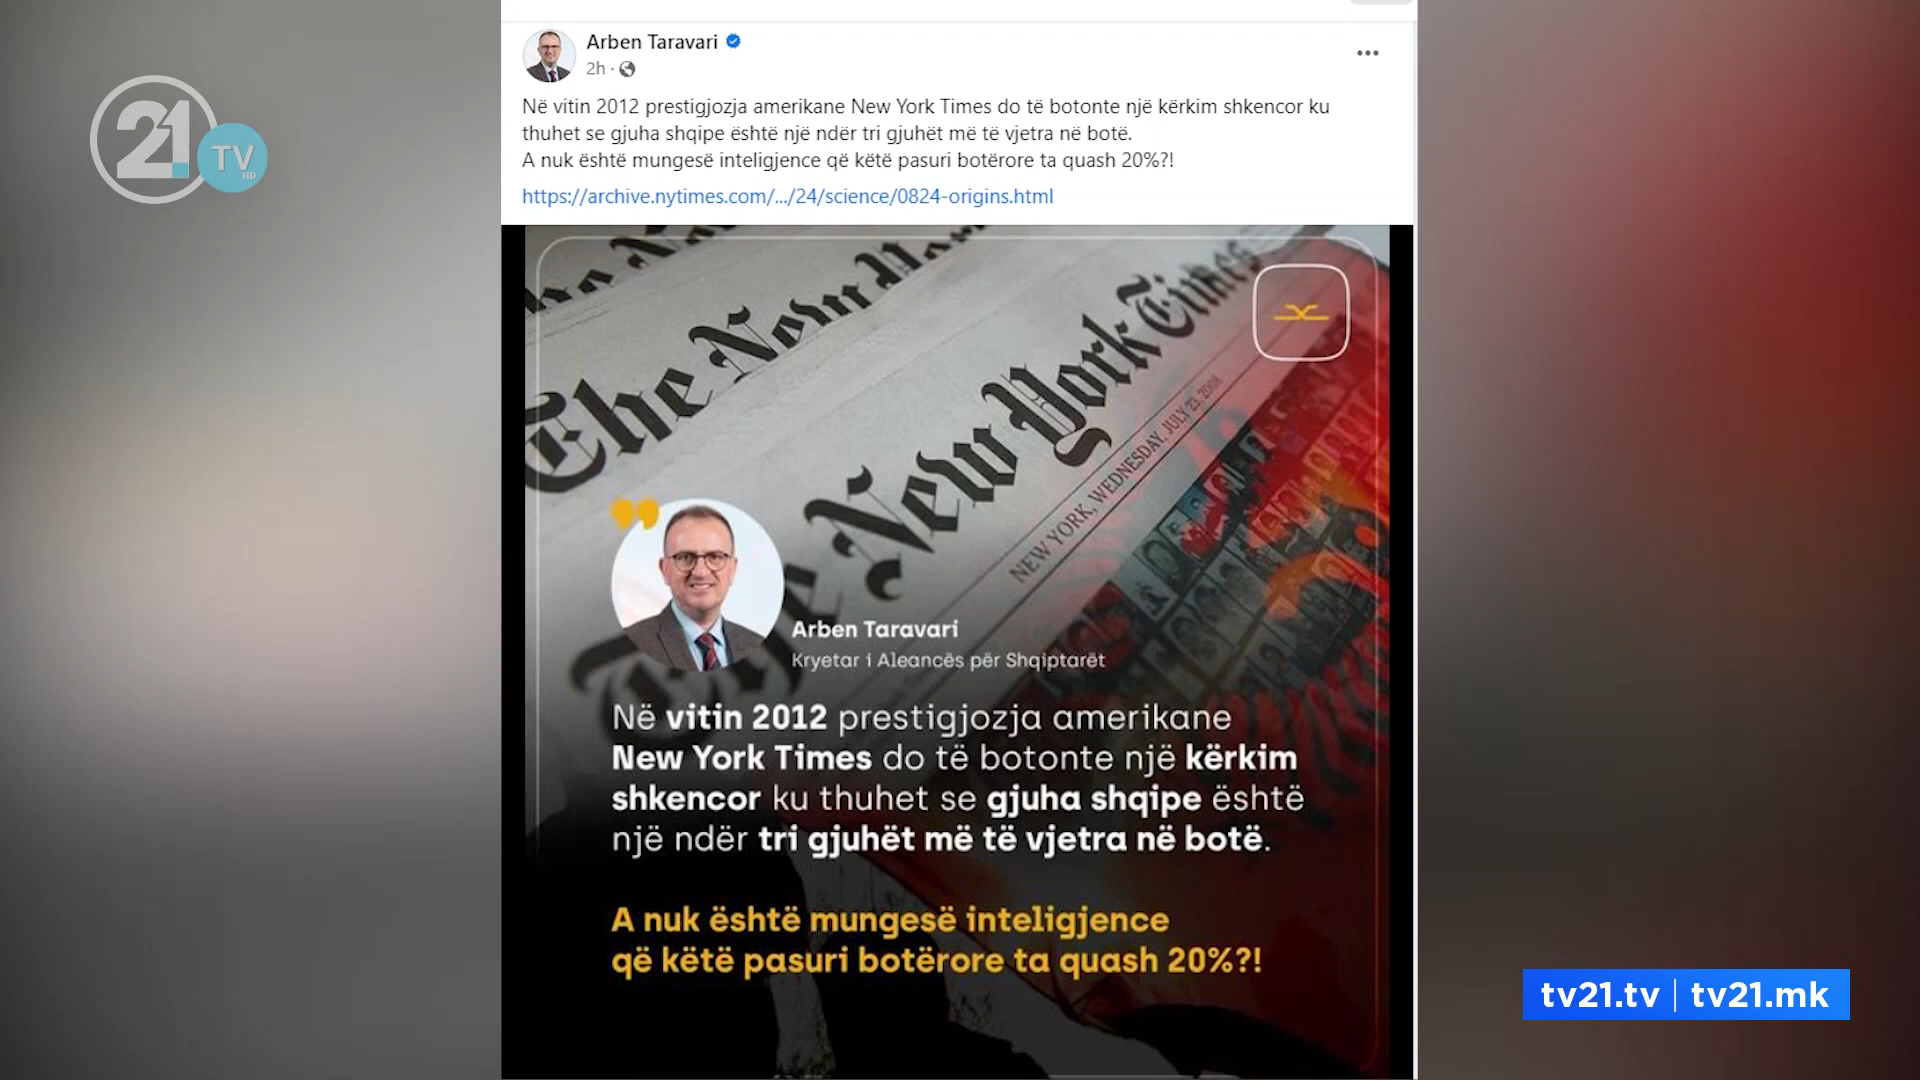 21
TV
HD
Arben Taravari
2h
Në vitin 2012 prestigjozja amerikane New York Times do të botonte një kërkim shkencor ku
thuhet se gjuha shqipe është një ndër tri gjuhët më të vjetra në botë.
A nuk është mungesë inteligjence që këtë pasuri botërore ta quash 20%?!
https://archive.nytimes.com/.../24/science/0824-origins.html
The New York Times
NEW YORK, WEDNESDAY, JULY 23, 2008
Arben Taravari
Kryetar i Aleancës për Shqiptarët
Në vitin 2012 prestigjozja amerikane
New York Times do të botonte një kërkim
shkencor ku thuhet se gjuha shqipe është
një ndër tri gjuhët më të vjetra në botë.
A nuk është mungesë inteligjence
që këtë pasuri botërore ta quash 20%?!
tv21.tv | tv21.mk